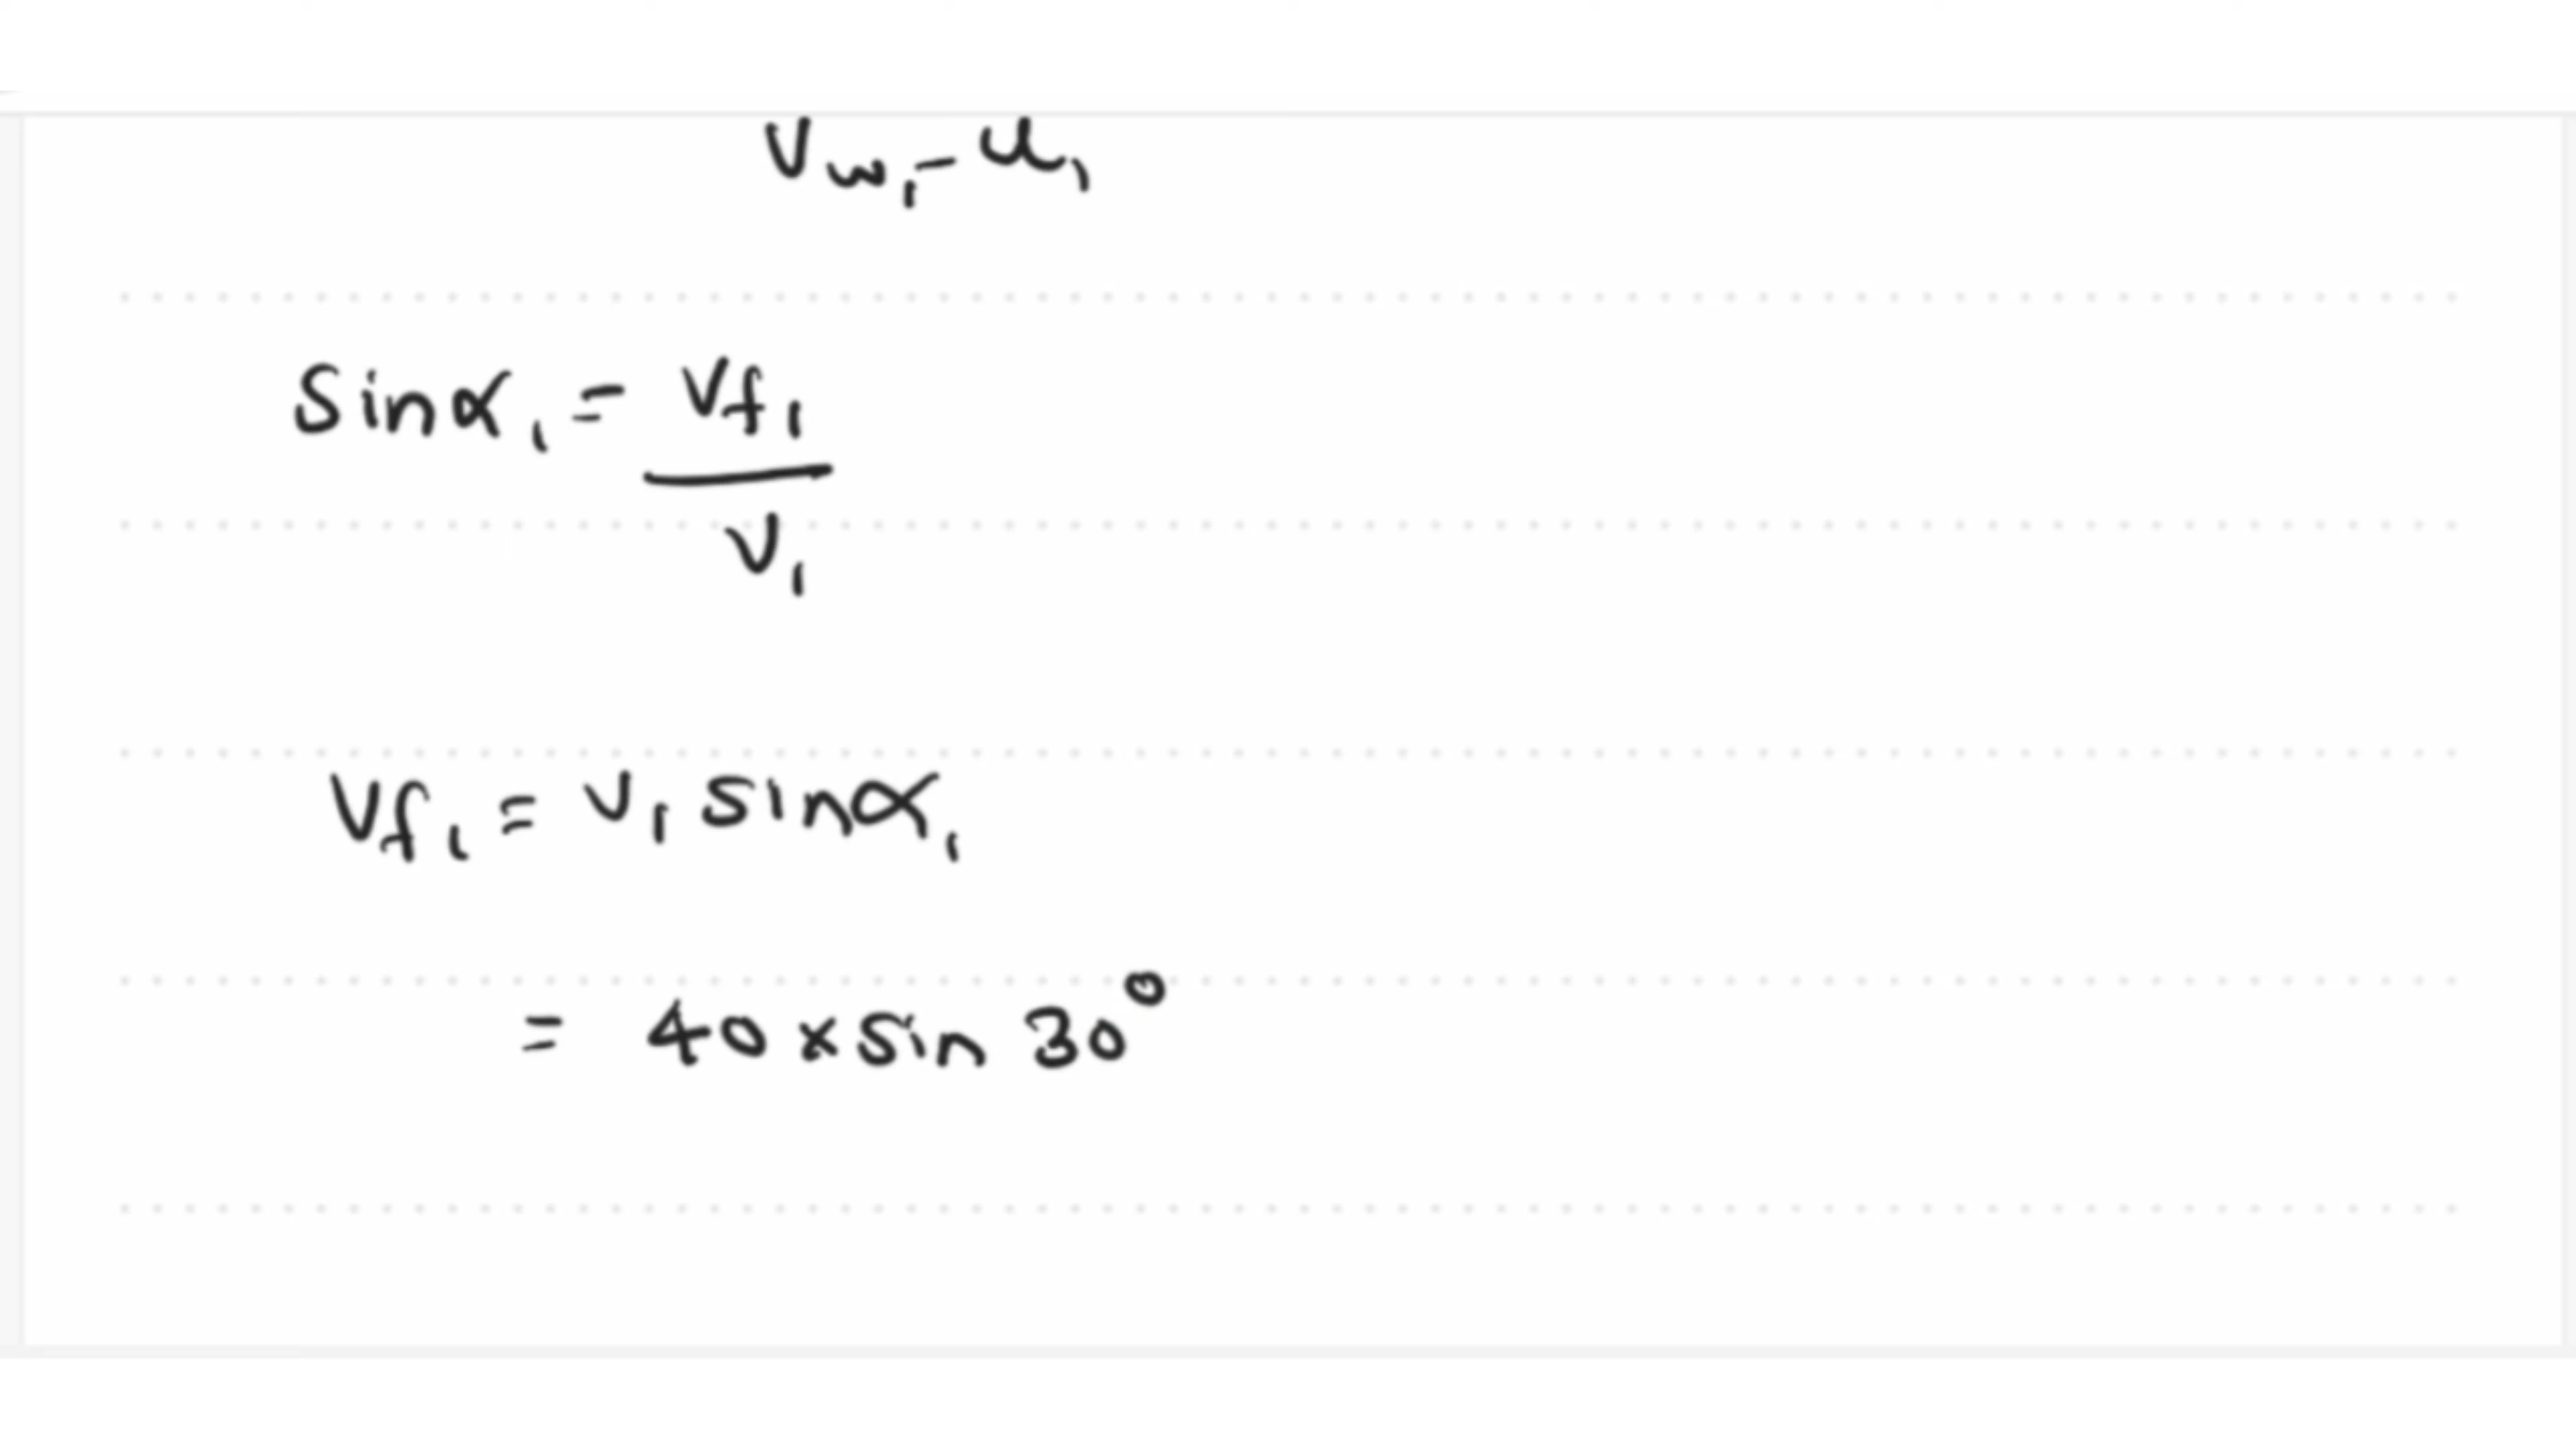 Vw₁ - u₁
sinα₁ = Vf₁
V₁
Vf₁ = V₁ sinα₁
= 40 × sin 30°